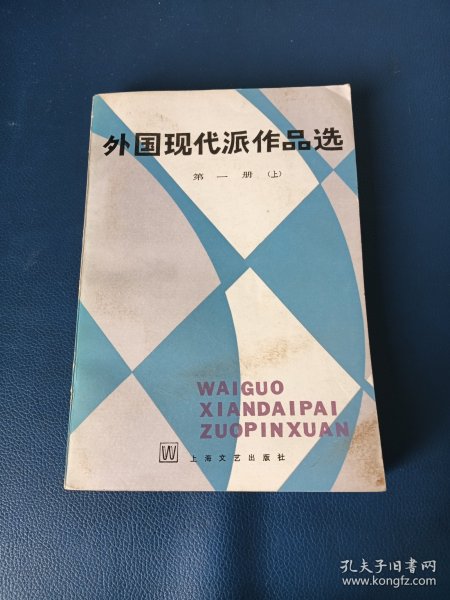 外国现代派作品选
第一册(上)
WAIGUO
XIANDAIPAI
ZUOPINXUAN
W 上海文艺出版社
孔夫子旧书网
www.kongfz.com